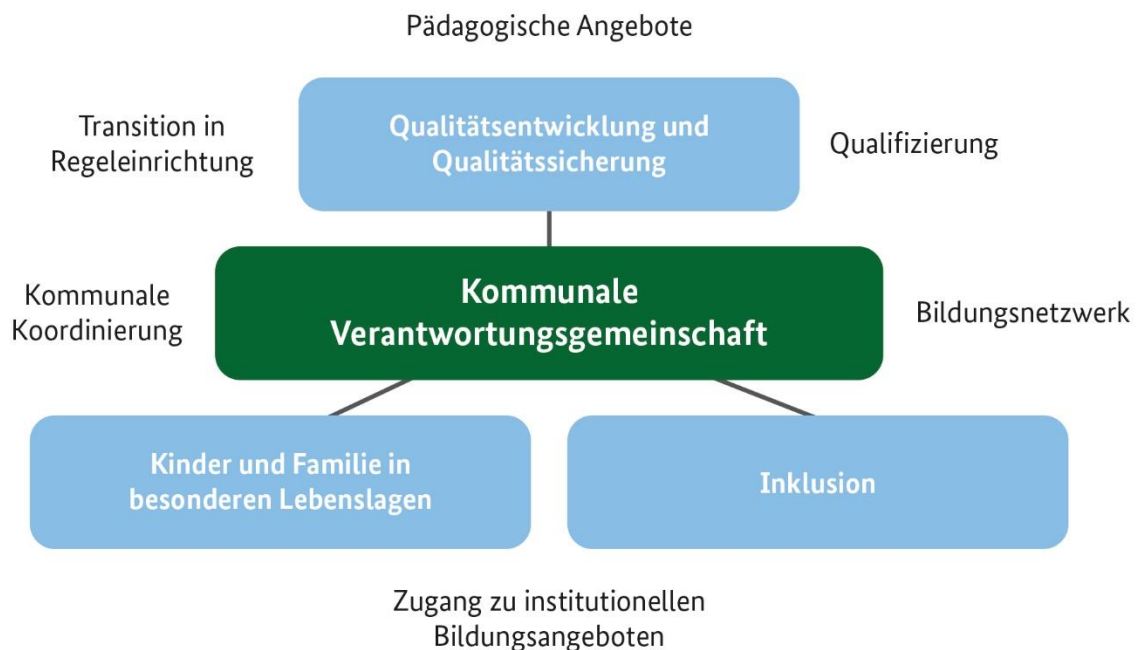 Pädagogische Angebote
Transition in
Regeleinrichtung
Qualitätsentwicklung und
Qualitätssicherung
Qualifizierung
Kommunale
Koordinierung
Kommunale
Verantwortungsgemeinschaft
Bildungsnetzwerk
Kinder und Familie in
besonderen Lebenslagen
Inklusion
Zugang zu institutionellen
Bildungsangeboten